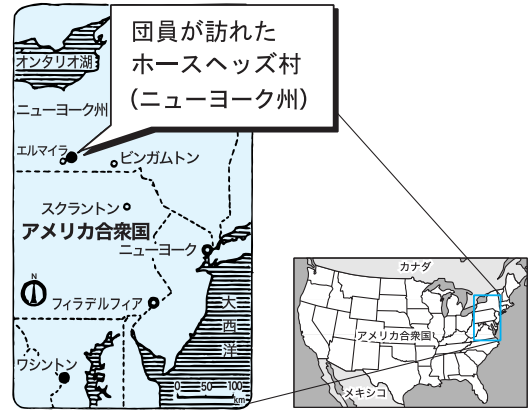 団員が訪れた
ホースヘッズ村
(ニューヨーク州)
オンタリオ湖
ニューヨーク州
エルマイラ
ビンガムトン
スクラントン
アメリカ合衆国
ニューヨーク
N
フィラデルフィア
大西洋
ワシントン
0 50 100
km
カナダ
アメリカ合衆国
メキシコ